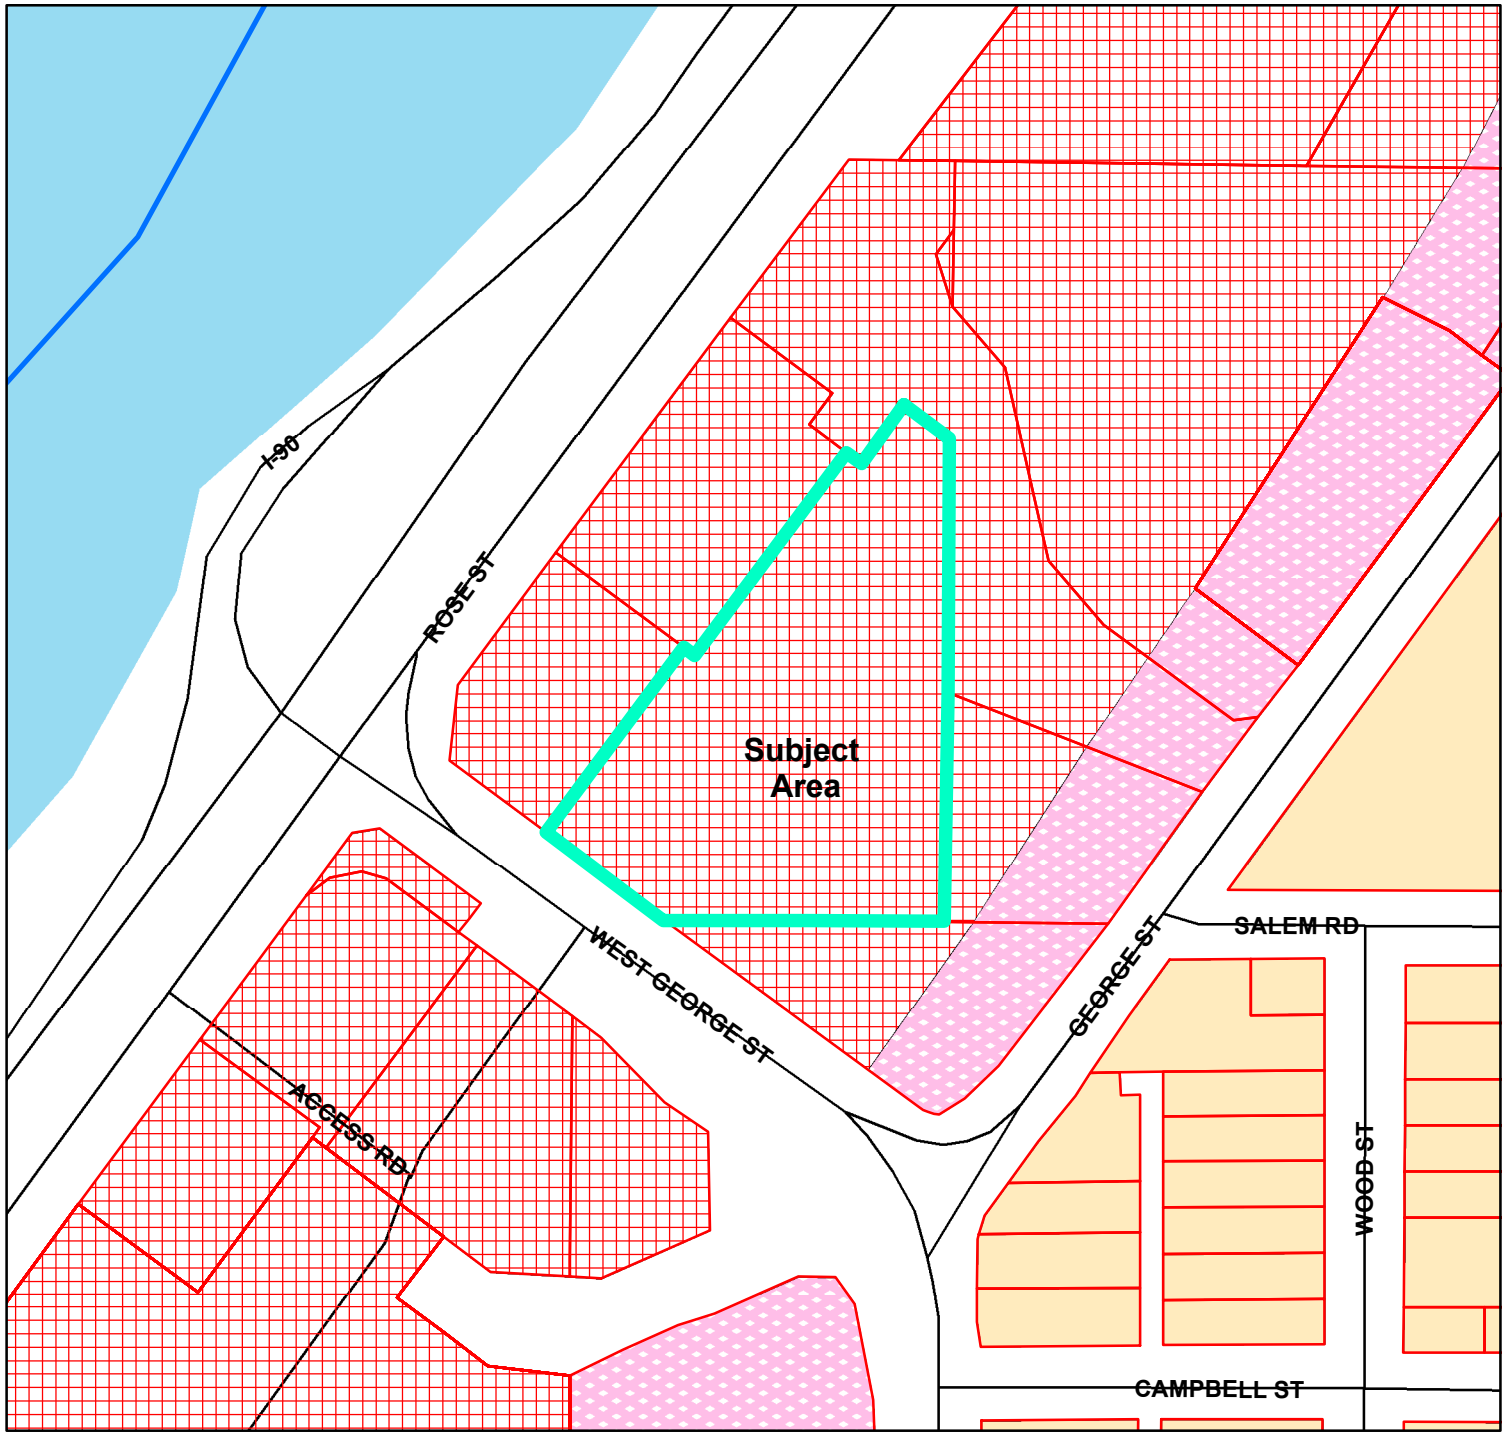 I-90
ROSE ST
Subject
Area
WEST GEORGE ST
GEORGE ST
SALEM RD
ACCESS RD
WOOD ST
CAMPBELL ST